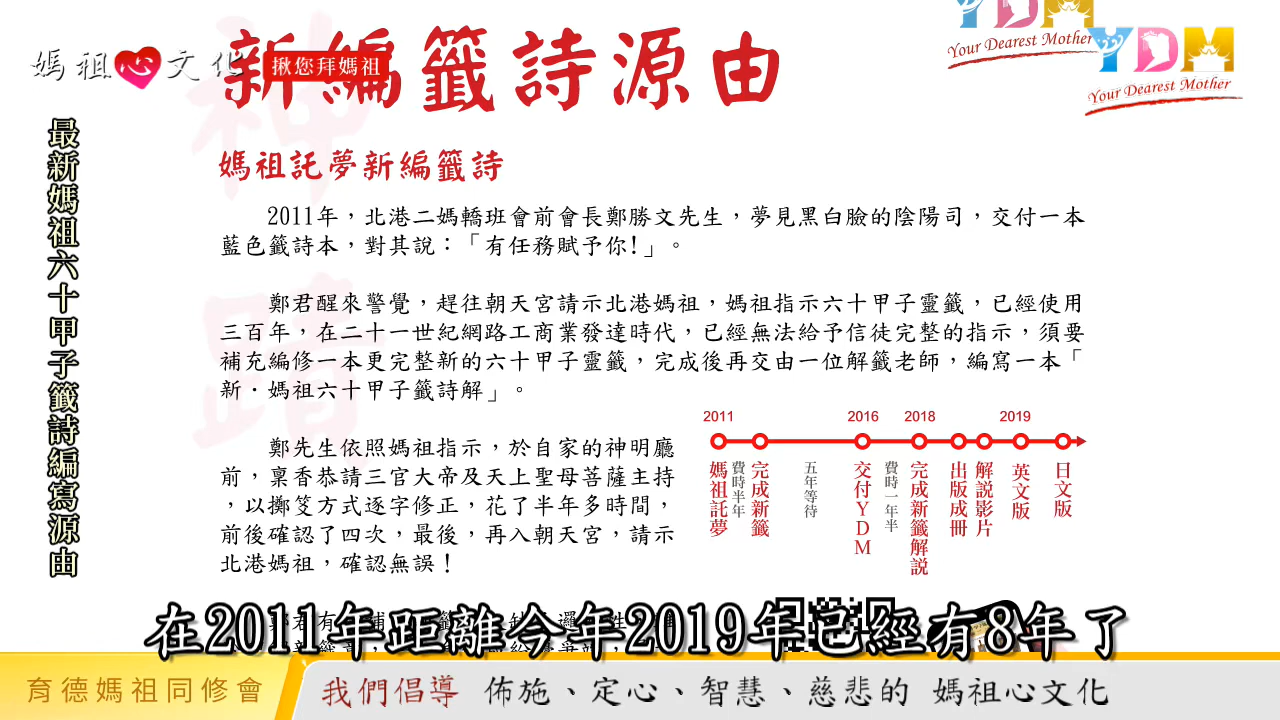 新編籤詩源由
媽祖心文化
揪您拜媽祖
YDM
Your Dearest Mother
YDM
Your Dearest Mother
神蹟
最新媽祖六十甲子籤詩編寫源由
媽祖託夢新編籤詩
2011年，北港二媽轎班會前會長鄭勝文先生，夢見黑白臉的陰陽司，交付一本
藍色籤詩本，對其說：「有任務賦予你!」。
鄭君醒來警覺，趕往朝天宮請示北港媽祖，媽祖指示六十甲子靈籤，已經使用
三百年，在二十一世紀網路工商業發達時代，已經無法給予信徒完整的指示，須要
補充編修一本更完整新的六十甲子靈籤，完成後再交由一位解籤老師，編寫一本「
新．媽祖六十甲子籤詩解」。
鄭先生依照媽祖指示，於自家的神明廳
前，稟香恭請三官大帝及天上聖母菩薩主持
，以擲筊方式逐字修正，花了半年多時間，
前後確認了四次，最後，再入朝天宮，請示
北港媽祖，確認無誤！
2011
2016
2018
2019
媽祖託夢
費時半年
完成新籤
五年等待
交付YDM
費時一年半
完成新籤解說
出版成冊
解說影片
英文版
日文版
在2011年距離今年2019年已經有8年了
育德媽祖同修會
我們倡導 佈施、定心、智慧、慈悲的 媽祖心文化